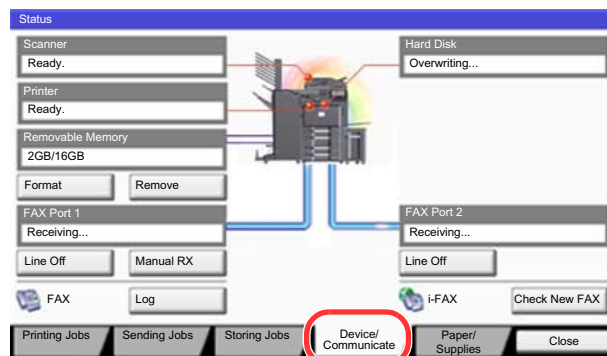 Status
Scanner
Ready.
Hard Disk
Overwriting...
Printer
Ready.
Removable Memory
2GB/16GB
Format
Remove
FAX Port 1
Receiving...
FAX Port 2
Receiving...
Line Off
Manual RX
Line Off
FAX
Log
i-FAX
Check New FAX
Printing Jobs
Sending Jobs
Storing Jobs
Device/
Communicate
Paper/
Supplies
Close